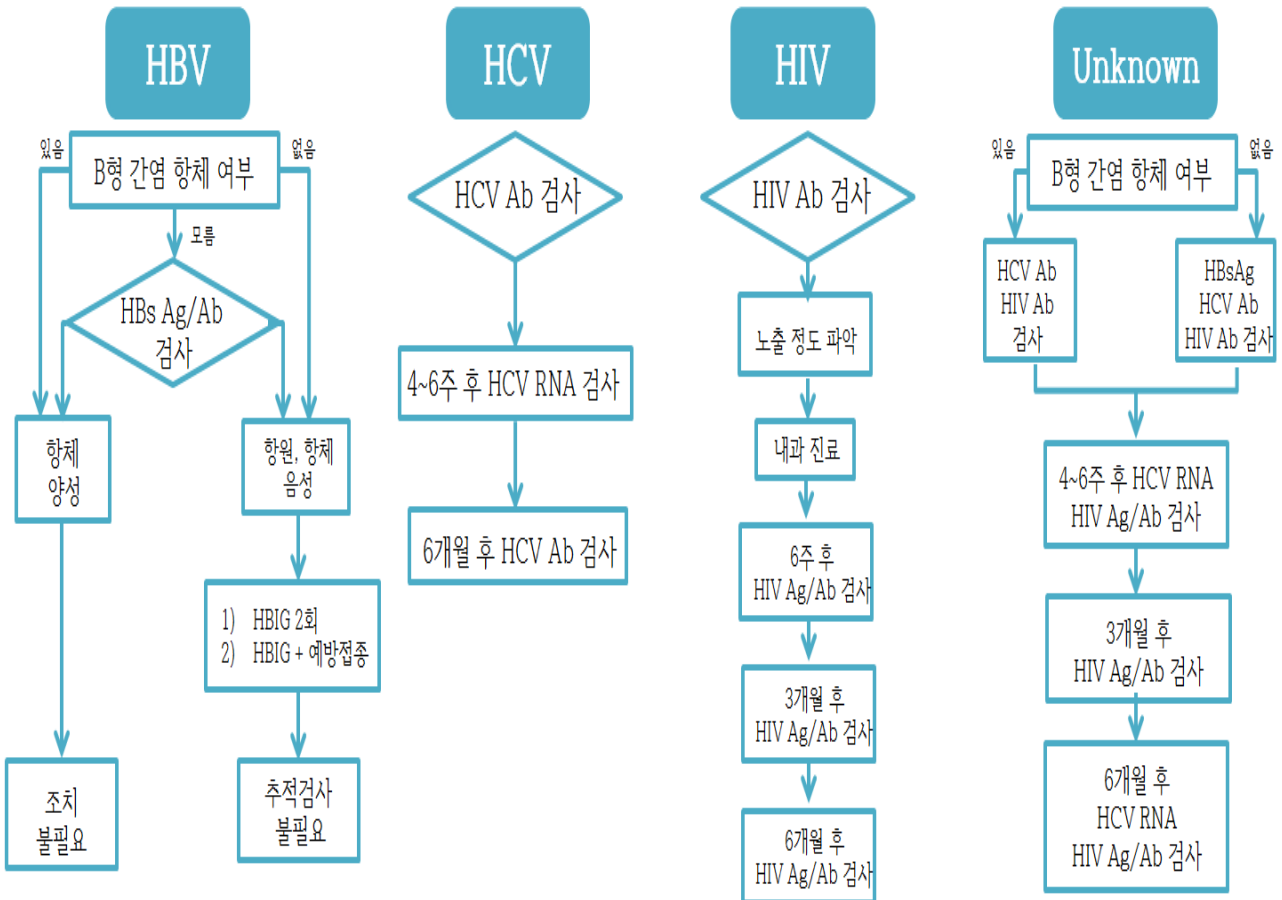 HBV
있음
없음
B형 간염 항체 여부
모름
HBs Ag/Ab
검사
항체
양성
항원, 항체
음성
1) HBIG 2회
2) HBIG + 예방접종
조치
불필요
추적검사
불필요
HCV
HCV Ab 검사
4~6주 후 HCV RNA 검사
6개월 후 HCV Ab 검사
HIV
HIV Ab 검사
노출 정도 파악
내과 진료
6주 후
HIV Ag/Ab 검사
3개월 후
HIV Ag/Ab 검사
6개월 후
HIV Ag/Ab 검사
Unknown
있음
없음
B형 간염 항체 여부
HCV Ab
HIV Ab
검사
HBsAg
HCV Ab
HIV Ab 검사
4~6주 후 HCV RNA
HIV Ag/Ab 검사
3개월 후
HIV Ag/Ab 검사
6개월 후
HCV RNA
HIV Ag/Ab 검사